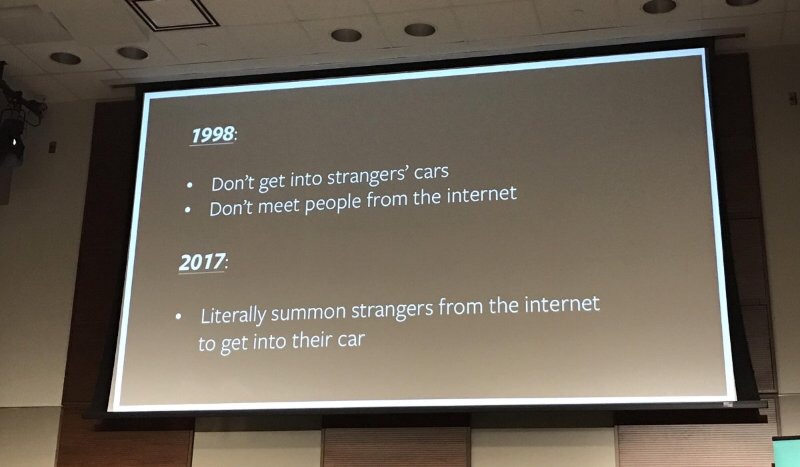 1998:
• Don’t get into strangers’ cars
• Don’t meet people from the internet
2017:
• Literally summon strangers from the internet
to get into their car